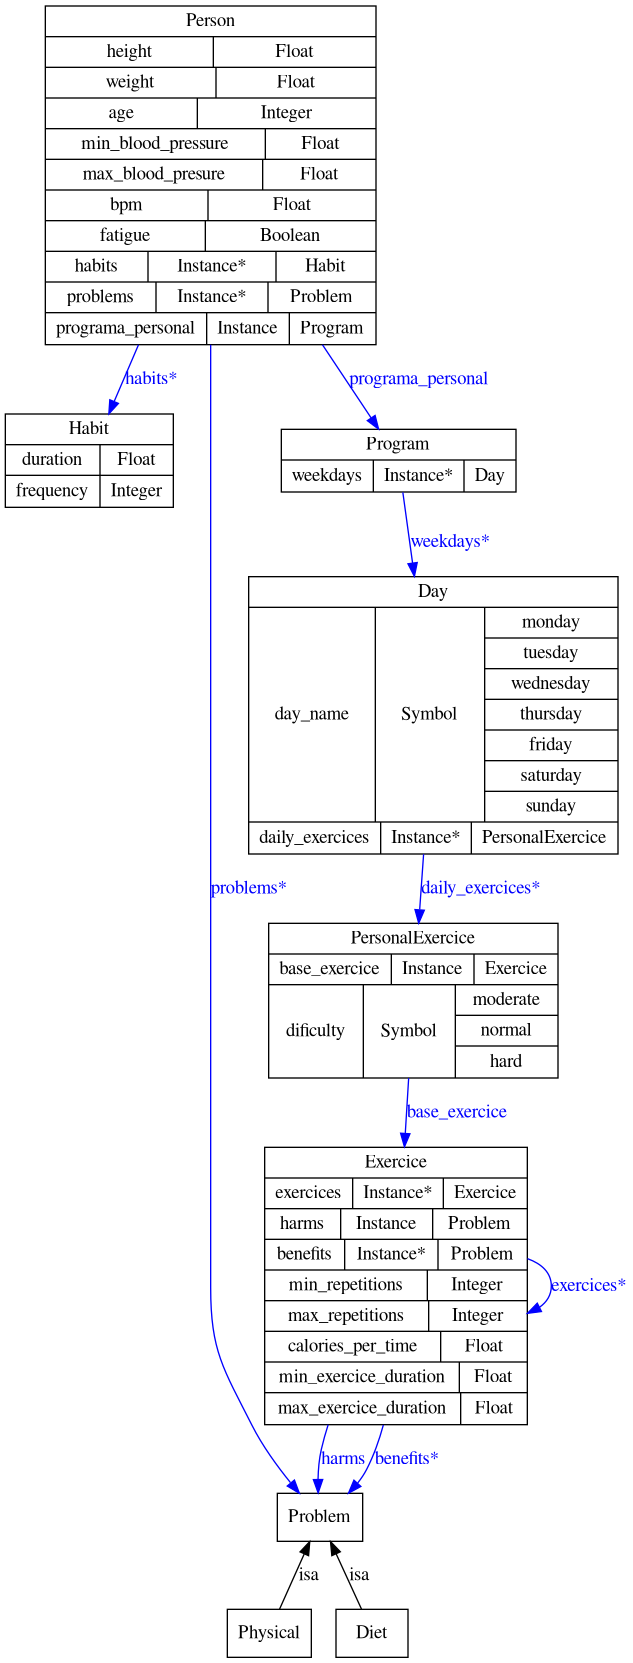 Person
height Float
weight Float
age Integer
min_blood_pressure Float
max_blood_presure Float
bpm Float
fatigue Boolean
habits Instance* Habit
problems Instance* Problem
programa_personal Instance Program
habits*
programa_personal
Habit
duration Float
frequency Integer
Program
weekdays Instance* Day
weekdays*
Day
day_name Symbol
monday
tuesday
wednesday
thursday
friday
saturday
sunday
daily_exercices Instance* PersonalExercice
problems*
daily_exercices*
PersonalExercice
base_exercice Instance Exercice
dificulty Symbol
moderate
normal
hard
base_exercice
Exercice
exercices Instance* Exercice
harms Instance Problem
benefits Instance* Problem
min_repetitions Integer
max_repetitions Integer
calories_per_time Float
min_exercice_duration Float
max_exercice_duration Float
exercices*
harms
benefits*
Problem
isa
isa
Physical
Diet